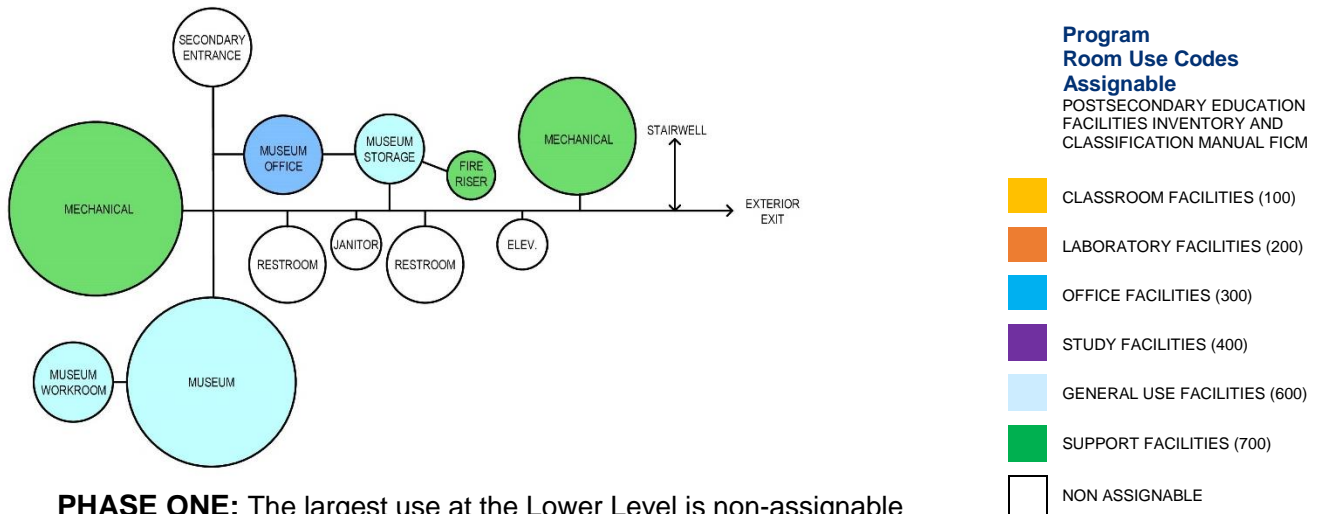 SECONDARY
ENTRANCE
MUSEUM
OFFICE
MUSEUM
STORAGE
FIRE
RISER
MECHANICAL
STAIRWELL
MECHANICAL
EXTERIOR
EXIT
RESTROOM
JANITOR
RESTROOM
ELEV.
MUSEUM
WORKROOM
MUSEUM
PHASE ONE: The largest use at the Lower Level is non-assignable
Program
Room Use Codes
Assignable
POSTSECONDARY EDUCATION
FACILITIES INVENTORY AND
CLASSIFICATION MANUAL FICM
CLASSROOM FACILITIES (100)
LABORATORY FACILITIES (200)
OFFICE FACILITIES (300)
STUDY FACILITIES (400)
GENERAL USE FACILITIES (600)
SUPPORT FACILITIES (700)
NON ASSIGNABLE